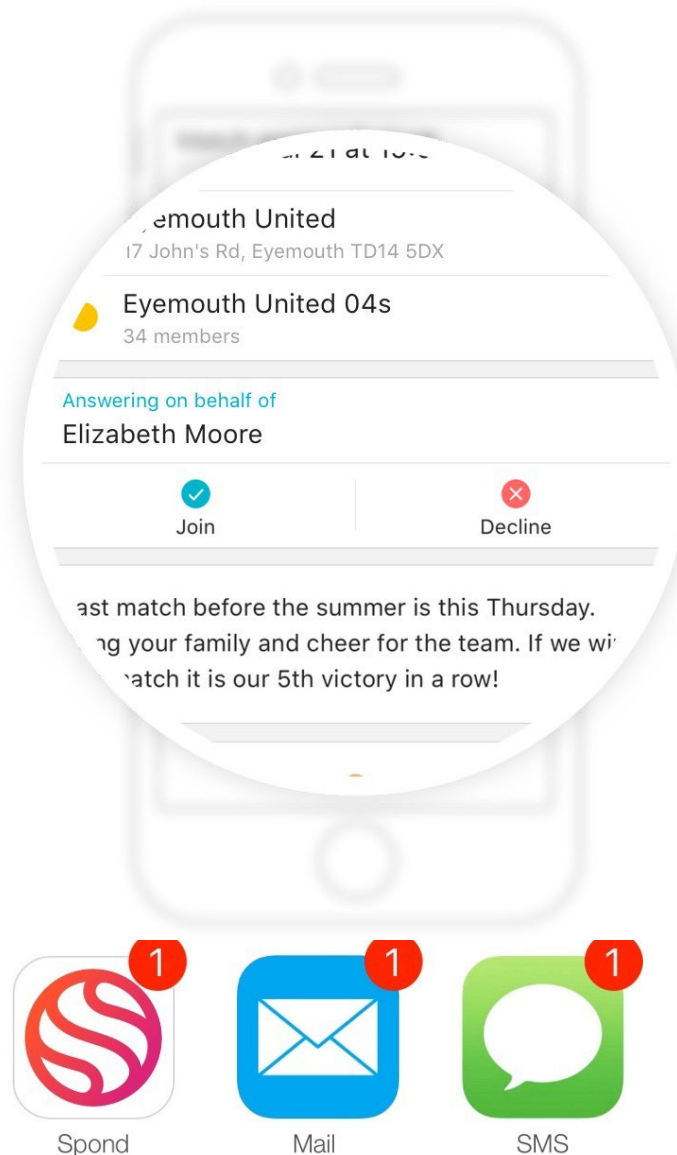 21 at
United
17 John's Rd, Eyemouth TD14 5DX
Eyemouth United 04s
34 members
Answering on behalf of
Elizabeth Moore
Join
Decline
match before the summer is this Thursday.
your family and cheer for the team. If we
it is our 5th victory in a row!
1
1
1
Spond
Mail
SMS